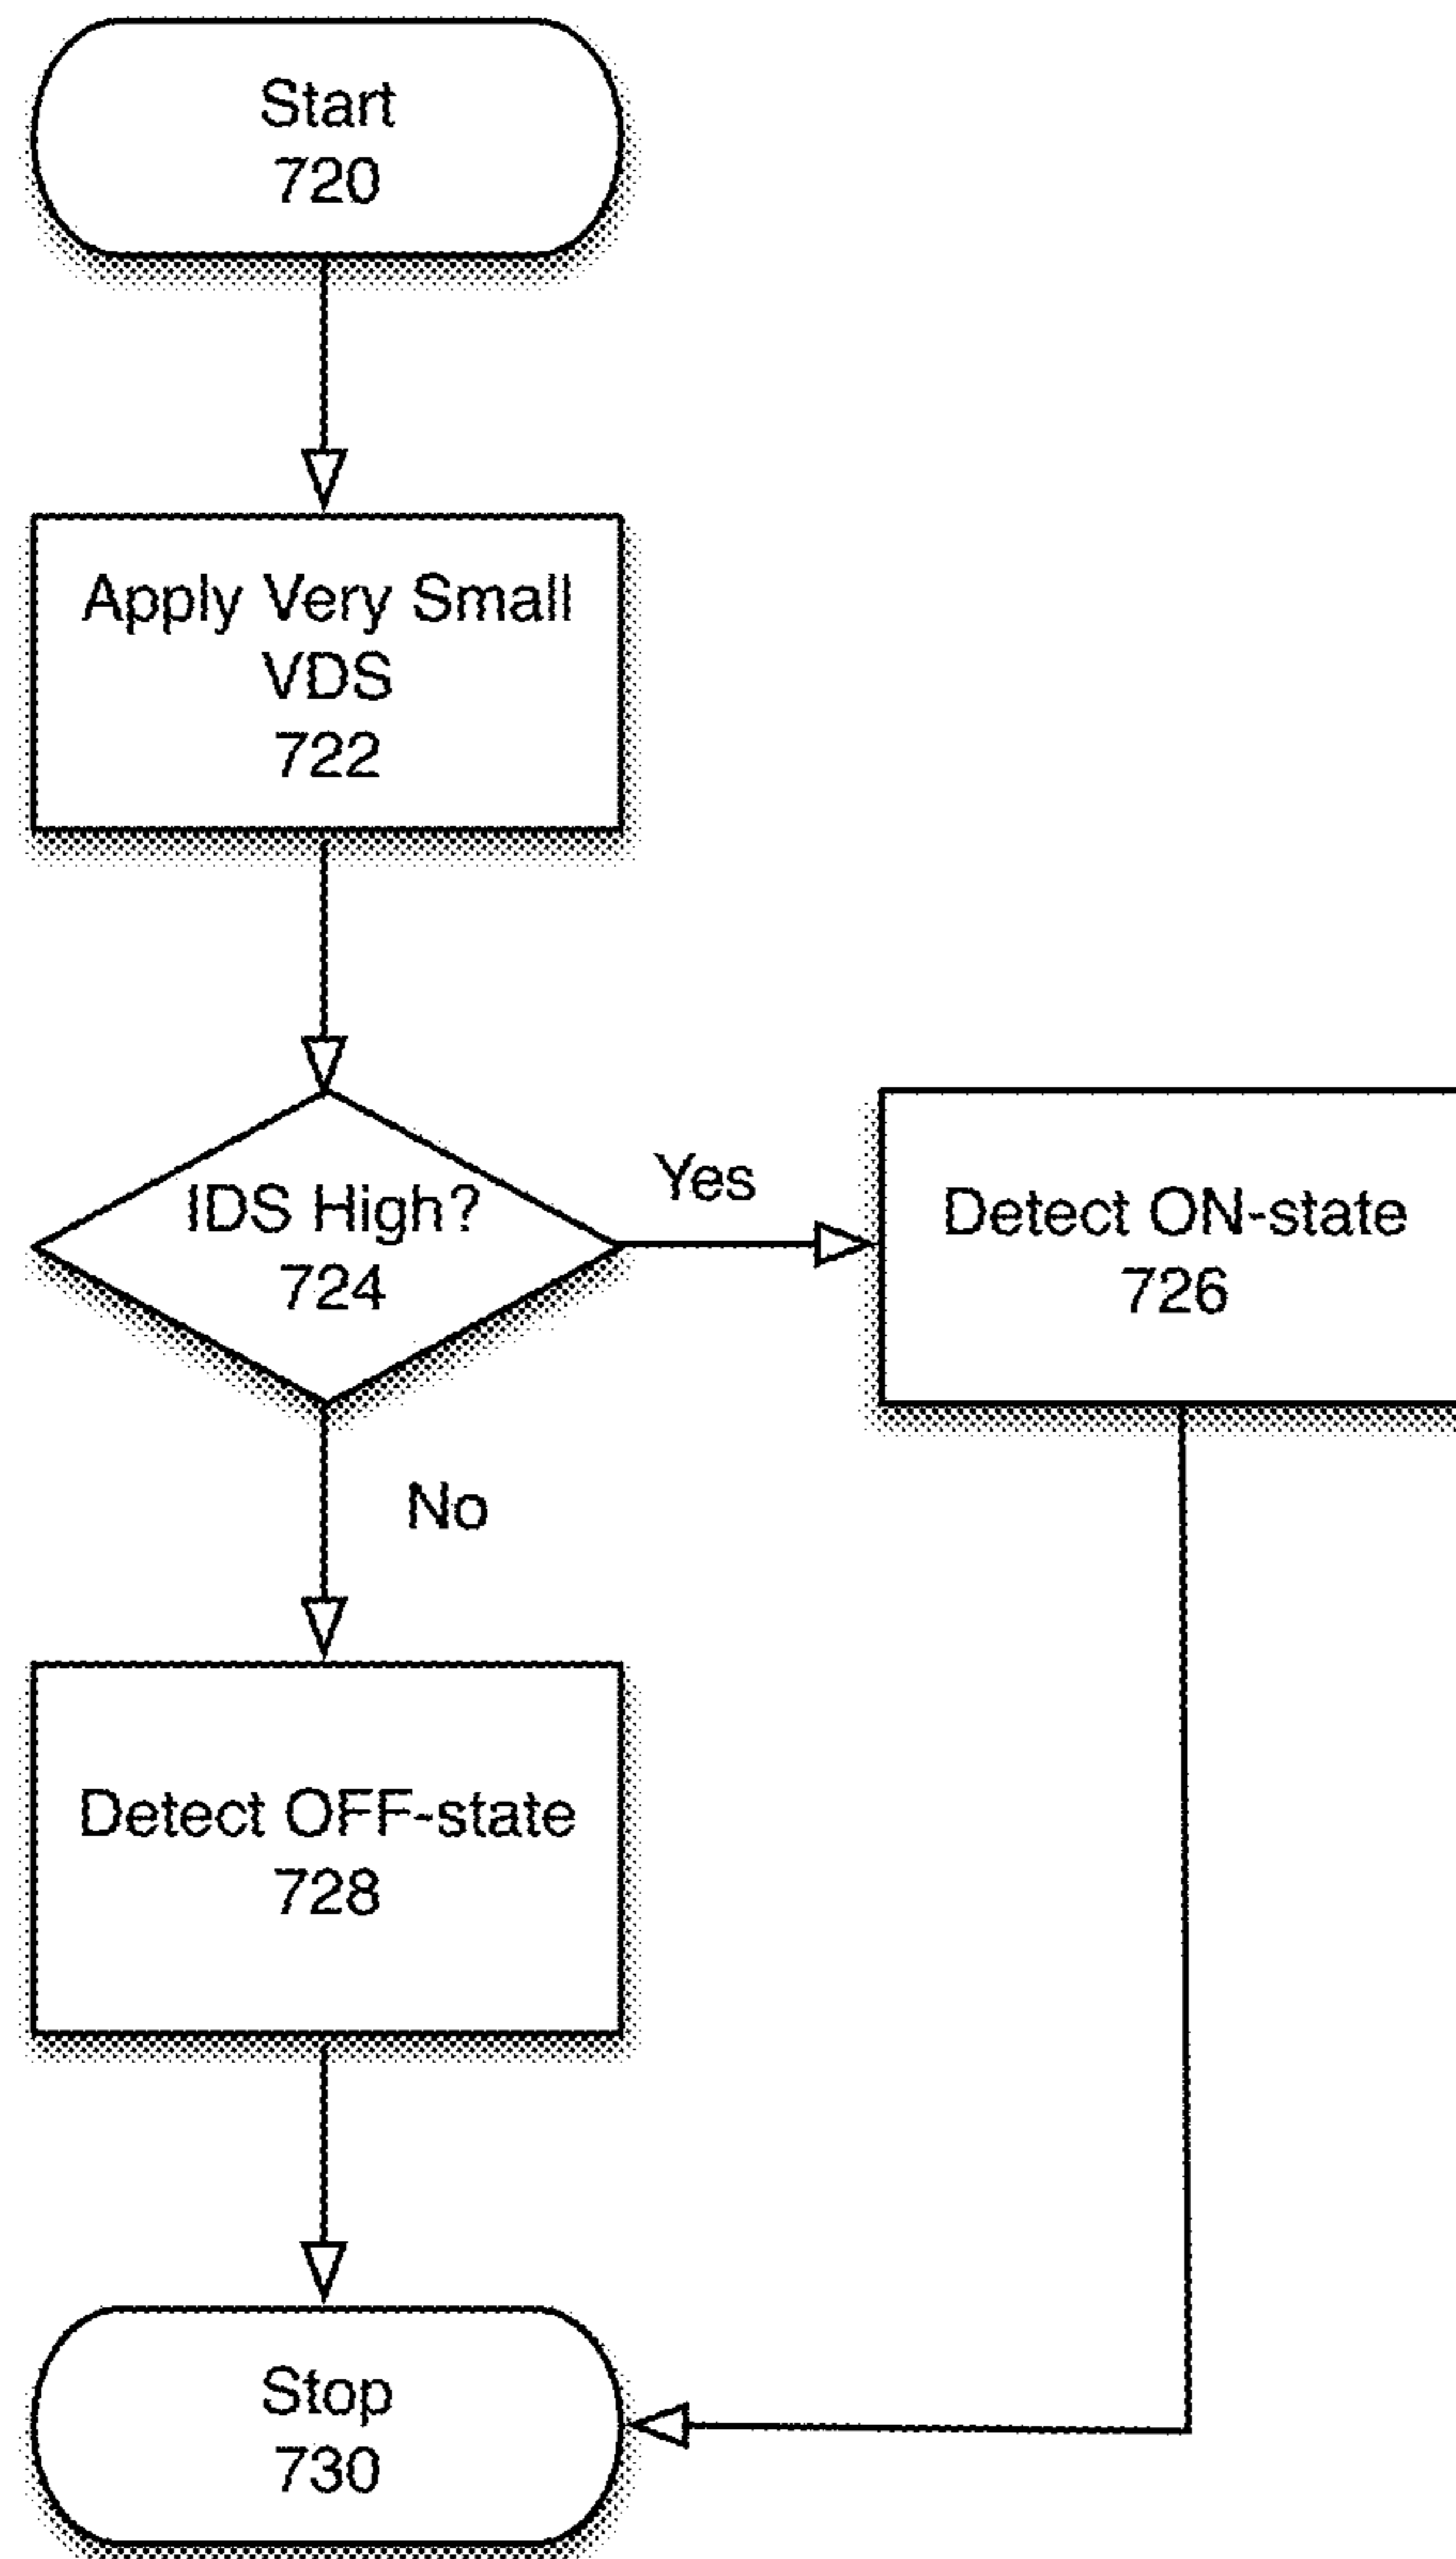 Start
720
Apply Very Small
VDS
722
IDS High?
724
Yes
Detect ON-state
726
No
Detect OFF-state
728
Stop
730